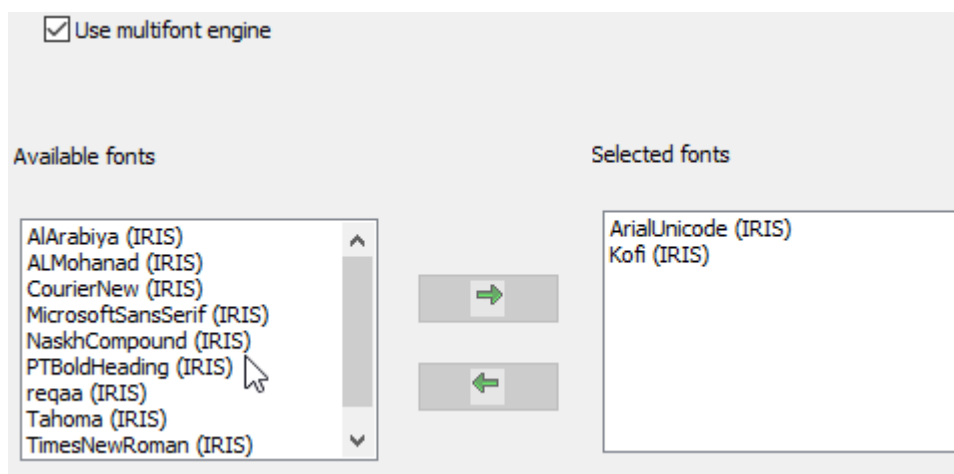 Use multifont engine
Available fonts
Selected fonts
AlArabiya (IRIS)
ALMohanad (IRIS)
CourierNew (IRIS)
MicrosoftSansSerif (IRIS)
NaskhCompound (IRIS)
PTBoldHeading (IRIS)
reqaa (IRIS)
Tahoma (IRIS)
TimesNewRoman (IRIS)
ArialUnicode (IRIS)
Kofi (IRIS)